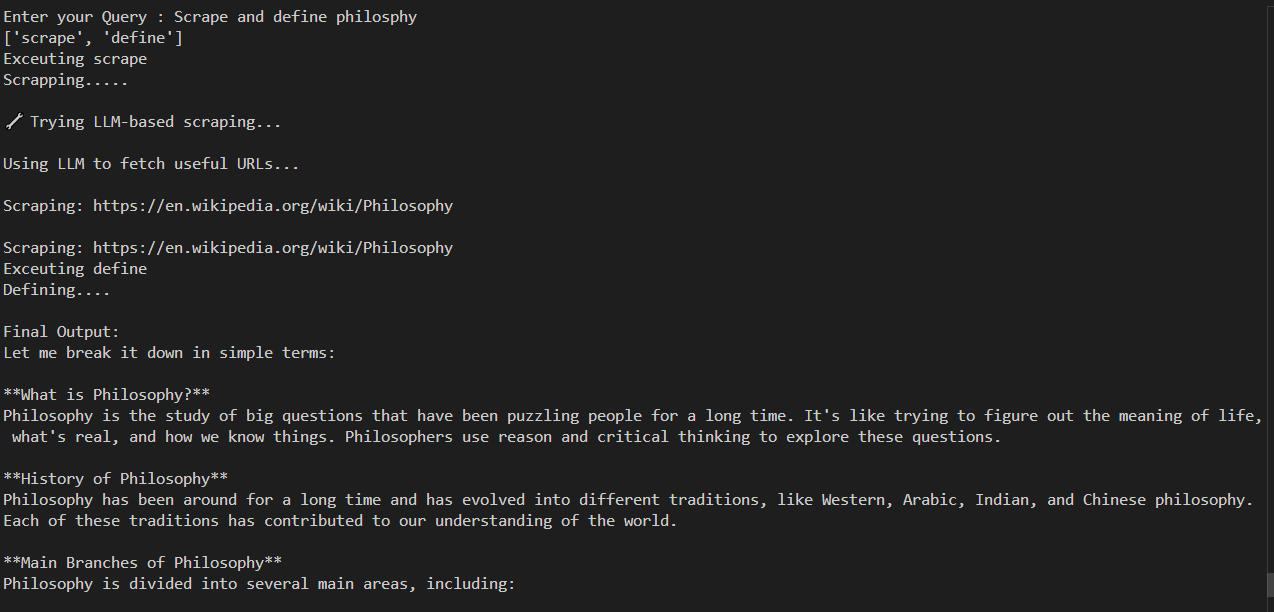 Enter your Query : Scrape and define philosphy
['scrape', 'define']
Exceuting scrape
Scrapping.....
🔧 Trying LLM-based scraping...
Using LLM to fetch useful URLs...
Scraping: https://en.wikipedia.org/wiki/Philosophy
Scraping: https://en.wikipedia.org/wiki/Philosophy
Exceuting define
Defining....
Final Output:
Let me break it down in simple terms:
**What is Philosophy?**
Philosophy is the study of big questions that have been puzzling people for a long time. It's like trying to figure out the meaning of life,
what's real, and how we know things. Philosophers use reason and critical thinking to explore these questions.
**History of Philosophy**
Philosophy has been around for a long time and has evolved into different traditions, like Western, Arabic, Indian, and Chinese philosophy.
Each of these traditions has contributed to our understanding of the world.
**Main Branches of Philosophy**
Philosophy is divided into several main areas, including: